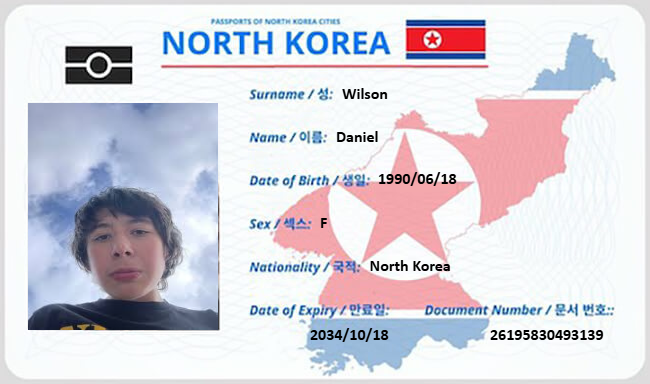 PASSPORTS OF NORTH KOREA CITIES
NORTH KOREA
Surname / 성: Wilson
Name / 이름: Daniel
Date of Birth / 생일: 1990/06/18
Sex / 섹스: F
Nationality / 국적: North Korea
Date of Expiry / 만료일: Document Number / 문서 번호::
2034/10/18 26195830493139